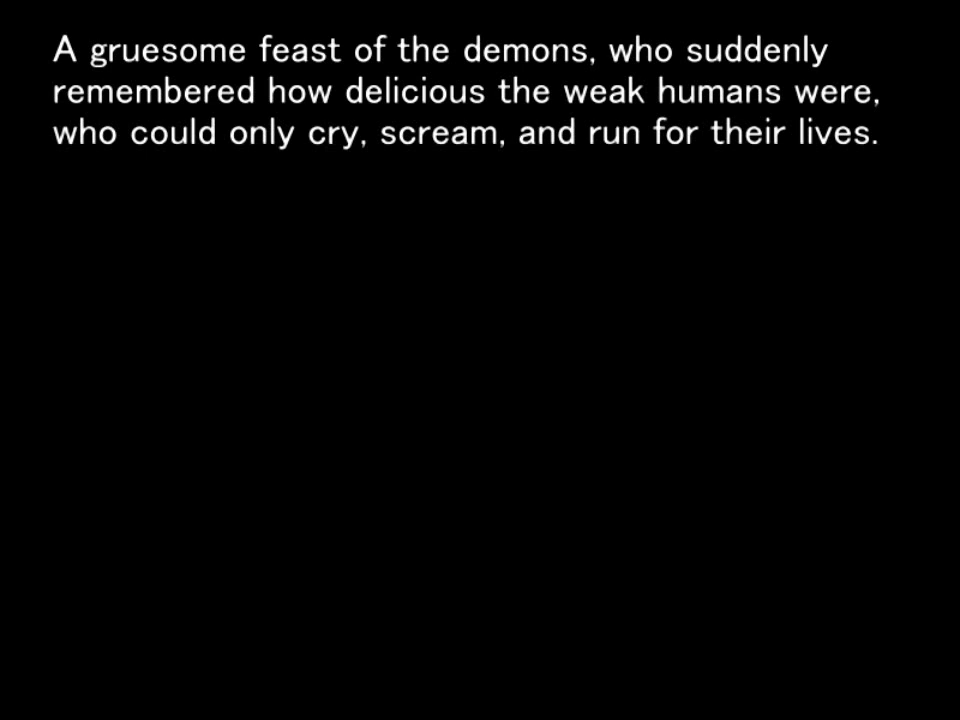 A gruesome feast of the demons, who suddenly
remembered how delicious the weak humans were,
who could only cry, scream, and run for their lives.